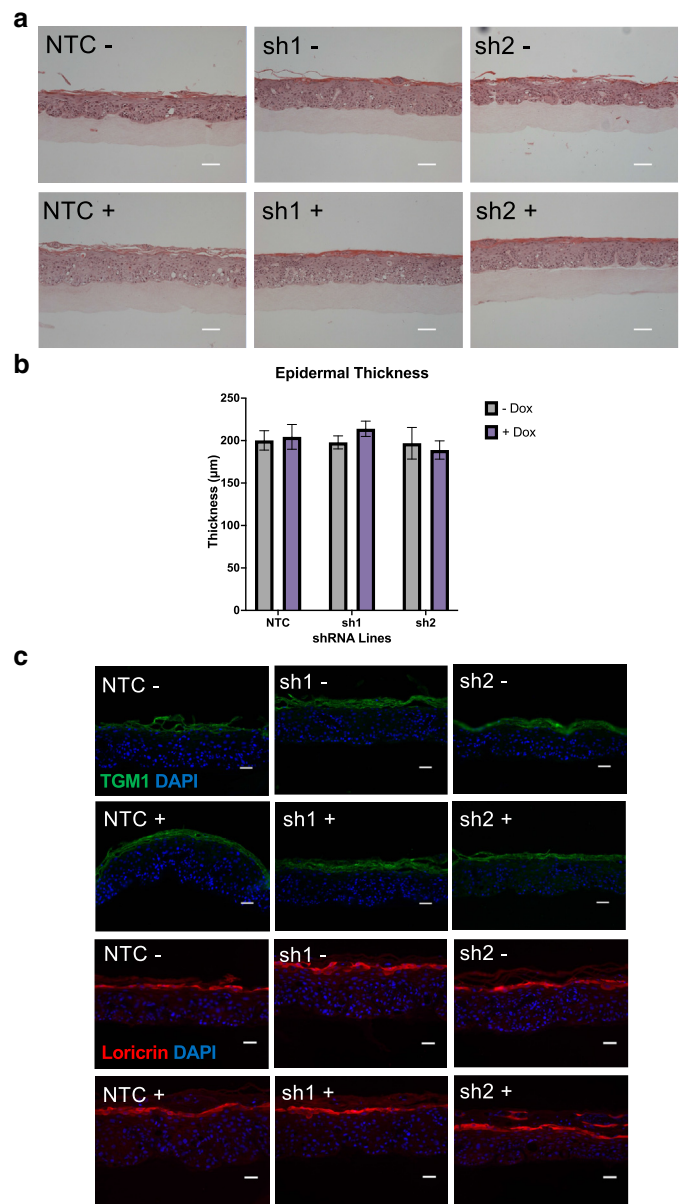 a
NTC - sh1 - sh2 -
NTC + sh1 + sh2 +
b
Epidermal Thickness
250
200
150
100
50
0
Thickness (µm)
- Dox
+ Dox
NTC sh1 sh2
shRNA Lines
c
NTC - sh1 - sh2 -
TGM1 DAPI
NTC + sh1 + sh2 +
NTC - sh1 - sh2 -
Loricrin DAPI
NTC + sh1 + sh2 +